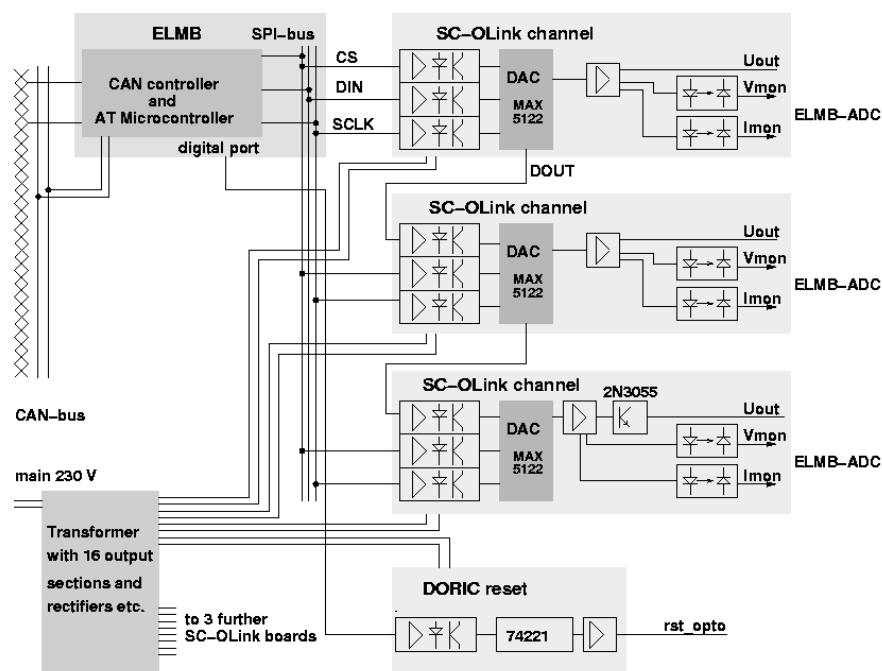 ELMB
SPI-bus
CAN controller
and
AT Microcontroller
digital port
CS
DIN
SCLK
SC-OLink channel
DAC
MAX
5122
Uout
Vmon
Imon
ELMB-ADC
DOUT
SC-OLink channel
DAC
MAX
5122
Uout
Vmon
Imon
ELMB-ADC
SC-OLink channel
DAC
MAX
5122
2N3055
Uout
Vmon
Imon
ELMB-ADC
CAN-bus
main 230 V
Transformer
with 16 output
sections and
rectifiers etc.
to 3 further
SC-OLink boards
DORIC reset
74221
rst_opto